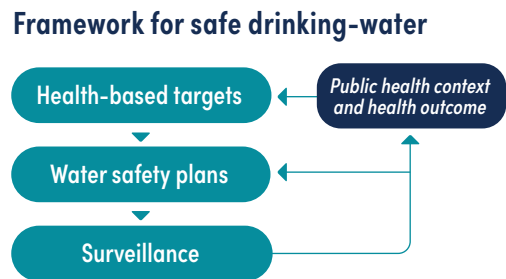 Framework for safe drinking-water
Health-based targets
Public health context
and health outcome
Water safety plans
Surveillance